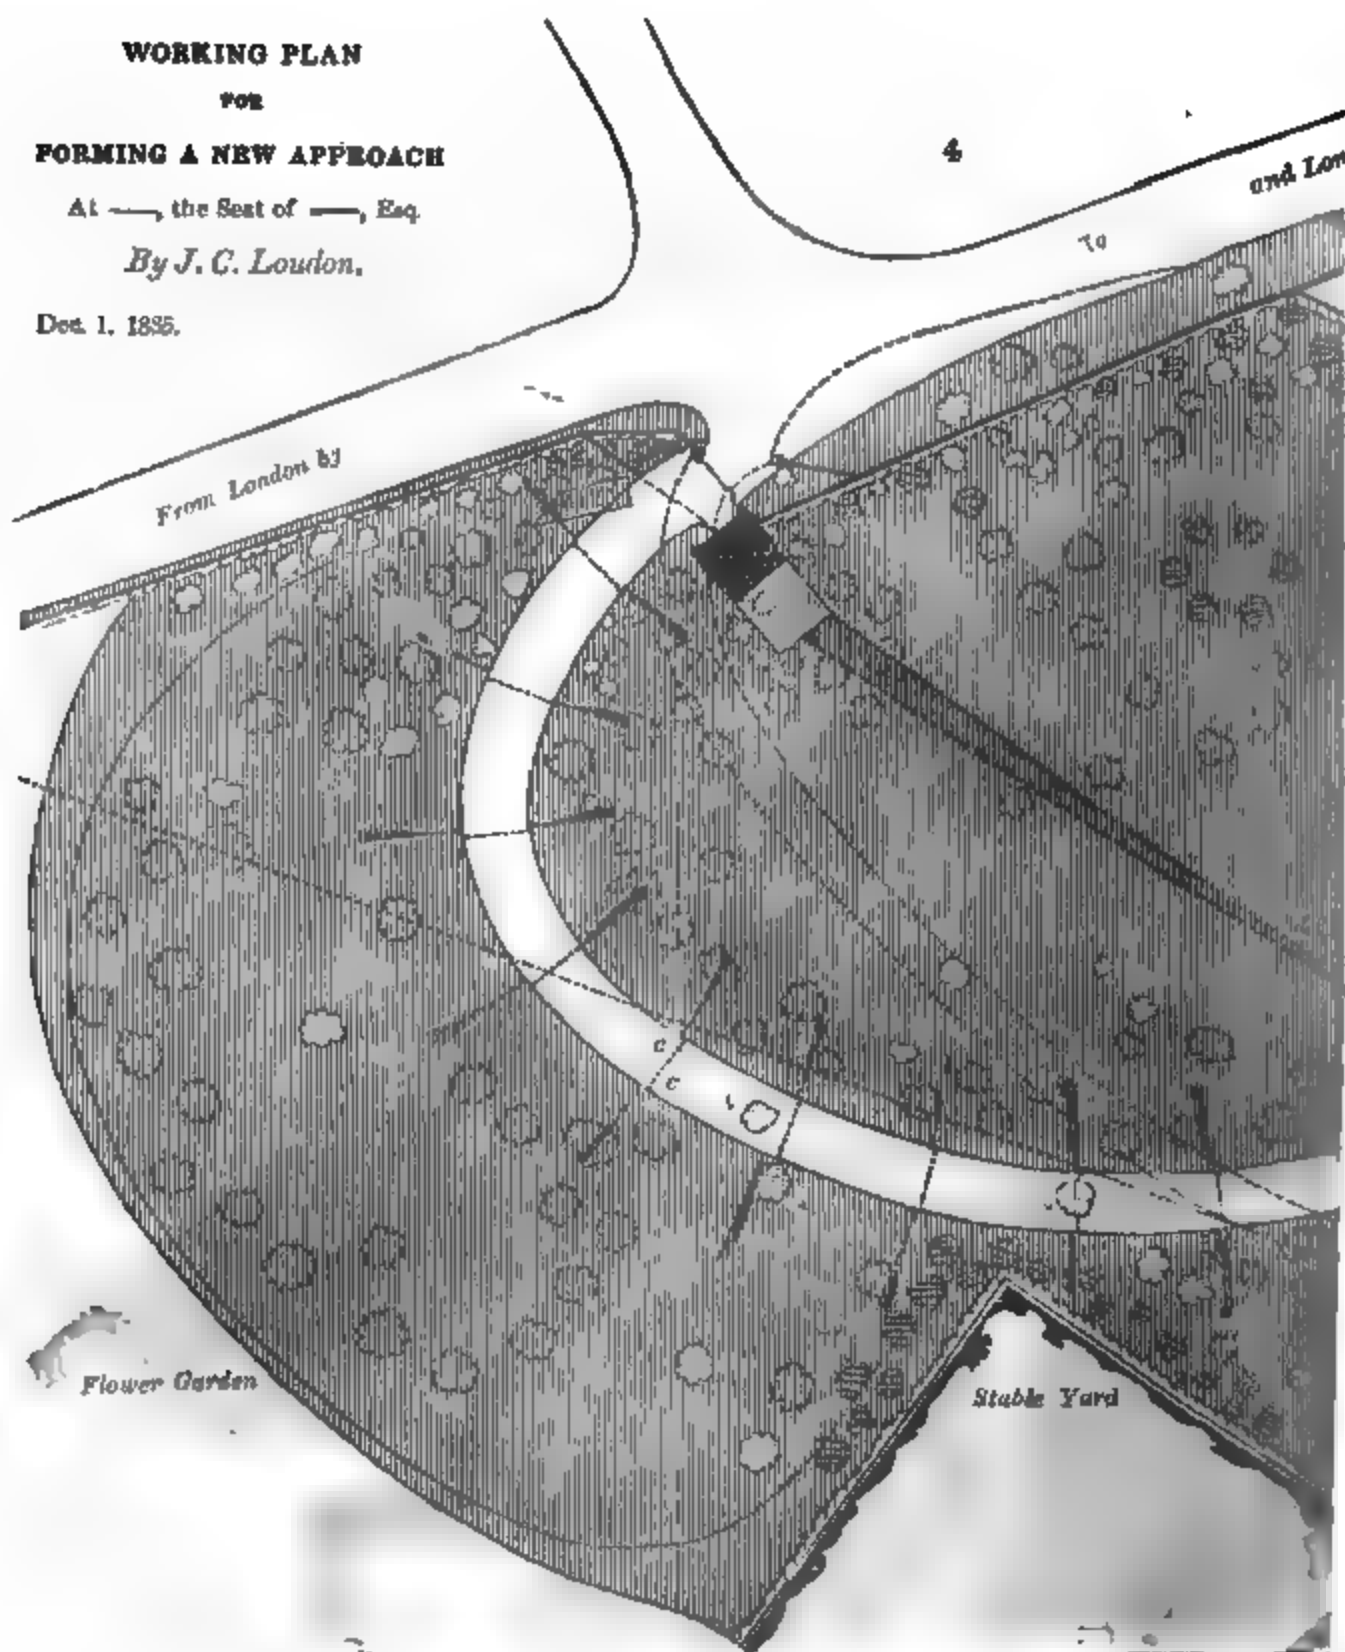 WORKING PLAN
FOR
FORMING A NEW APPROACH
At ——, the Seat of ——, Esq.
By J. C. Loudon.
Dec. 1. 1835.
4
and Lon
To
From London by
c
c
Flower Garden
Stable Yard